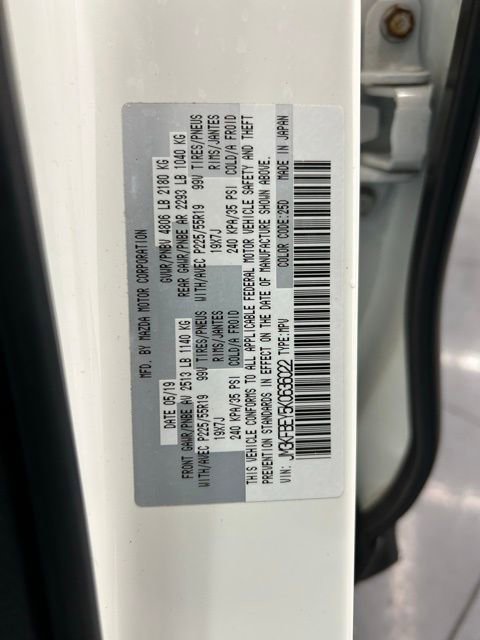 MFD. BY MAZDA MOTOR CORPORATION
DATE 05/19 GVWR/PNBV 4806 LB 2180 KG
FRONT GAWR/PNBE AV 2513 LB 1140 KG REAR GAWR/PNBE AR 2293 LB 1040 KG
WITH/AVEC P225/55R19 99V TIRES/PNEUS WITH/AVEC P225/55R19 99V TIRES/PNEUS
19X7J RIMS/JANTES 19X7J RIMS/JANTES
240 KPA/35 PSI COLD/A FROID 240 KPA/35 PSI COLD/A FROID
THIS VEHICLE CONFORMS TO ALL APPLICABLE FEDERAL MOTOR VEHICLE SAFETY AND THEFT
PREVENTION STANDARDS IN EFFECT ON THE DATE OF MANUFACTURE SHOWN ABOVE.
VIN: JM3KFBEY5K0636022 TYPE:MPV COLOR CODE:25D MADE IN JAPAN